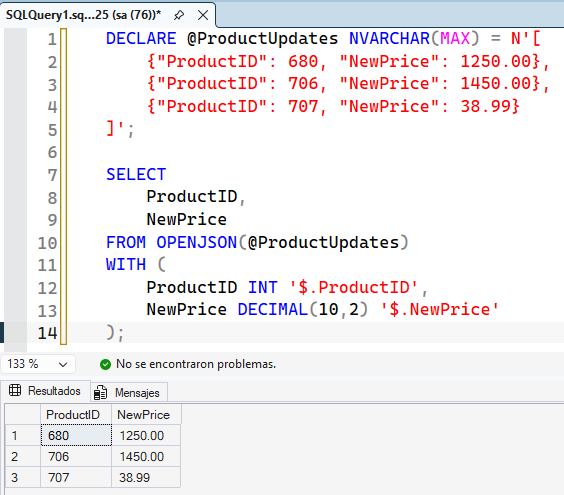 SQLQuery1.sq...25 (sa (76))*
1 DECLARE @ProductUpdates NVARCHAR(MAX) = N'[
2 {"ProductID": 680, "NewPrice": 1250.00},
3 {"ProductID": 706, "NewPrice": 1450.00},
4 {"ProductID": 707, "NewPrice": 38.99}
5 ]';
6
7 SELECT
8 ProductID,
9 NewPrice
10 FROM OPENJSON(@ProductUpdates)
11 WITH (
12 ProductID INT '$.ProductID',
13 NewPrice DECIMAL(10,2) '$.NewPrice'
14 );
133 % No se encontraron problemas.
Resultados Mensajes
ProductID NewPrice
1 680 1250.00
2 706 1450.00
3 707 38.99